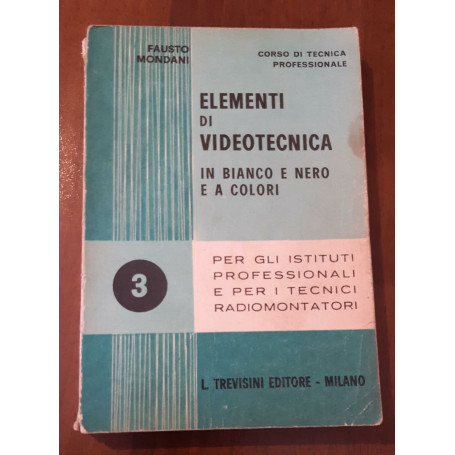 FAUSTO
MONDANI
CORSO DI TECNICA
PROFESSIONALE
ELEMENTI
DI
VIDEOTECNICA
IN BIANCO E NERO
E A COLORI
3
PER GLI ISTITUTI
PROFESSIONALI
E PER I TECNICI
RADIOMONTATORI
L. TREVISINI EDITORE - MILANO